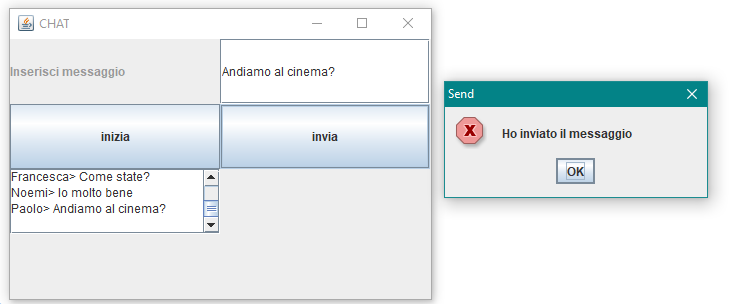 CHAT
Inserisci messaggio
Andiamo al cinema?
inizia
invia
Francesca> Come state?
Noemi> Io molto bene
Paolo> Andiamo al cinema?
Send
Ho inviato il messaggio
OK